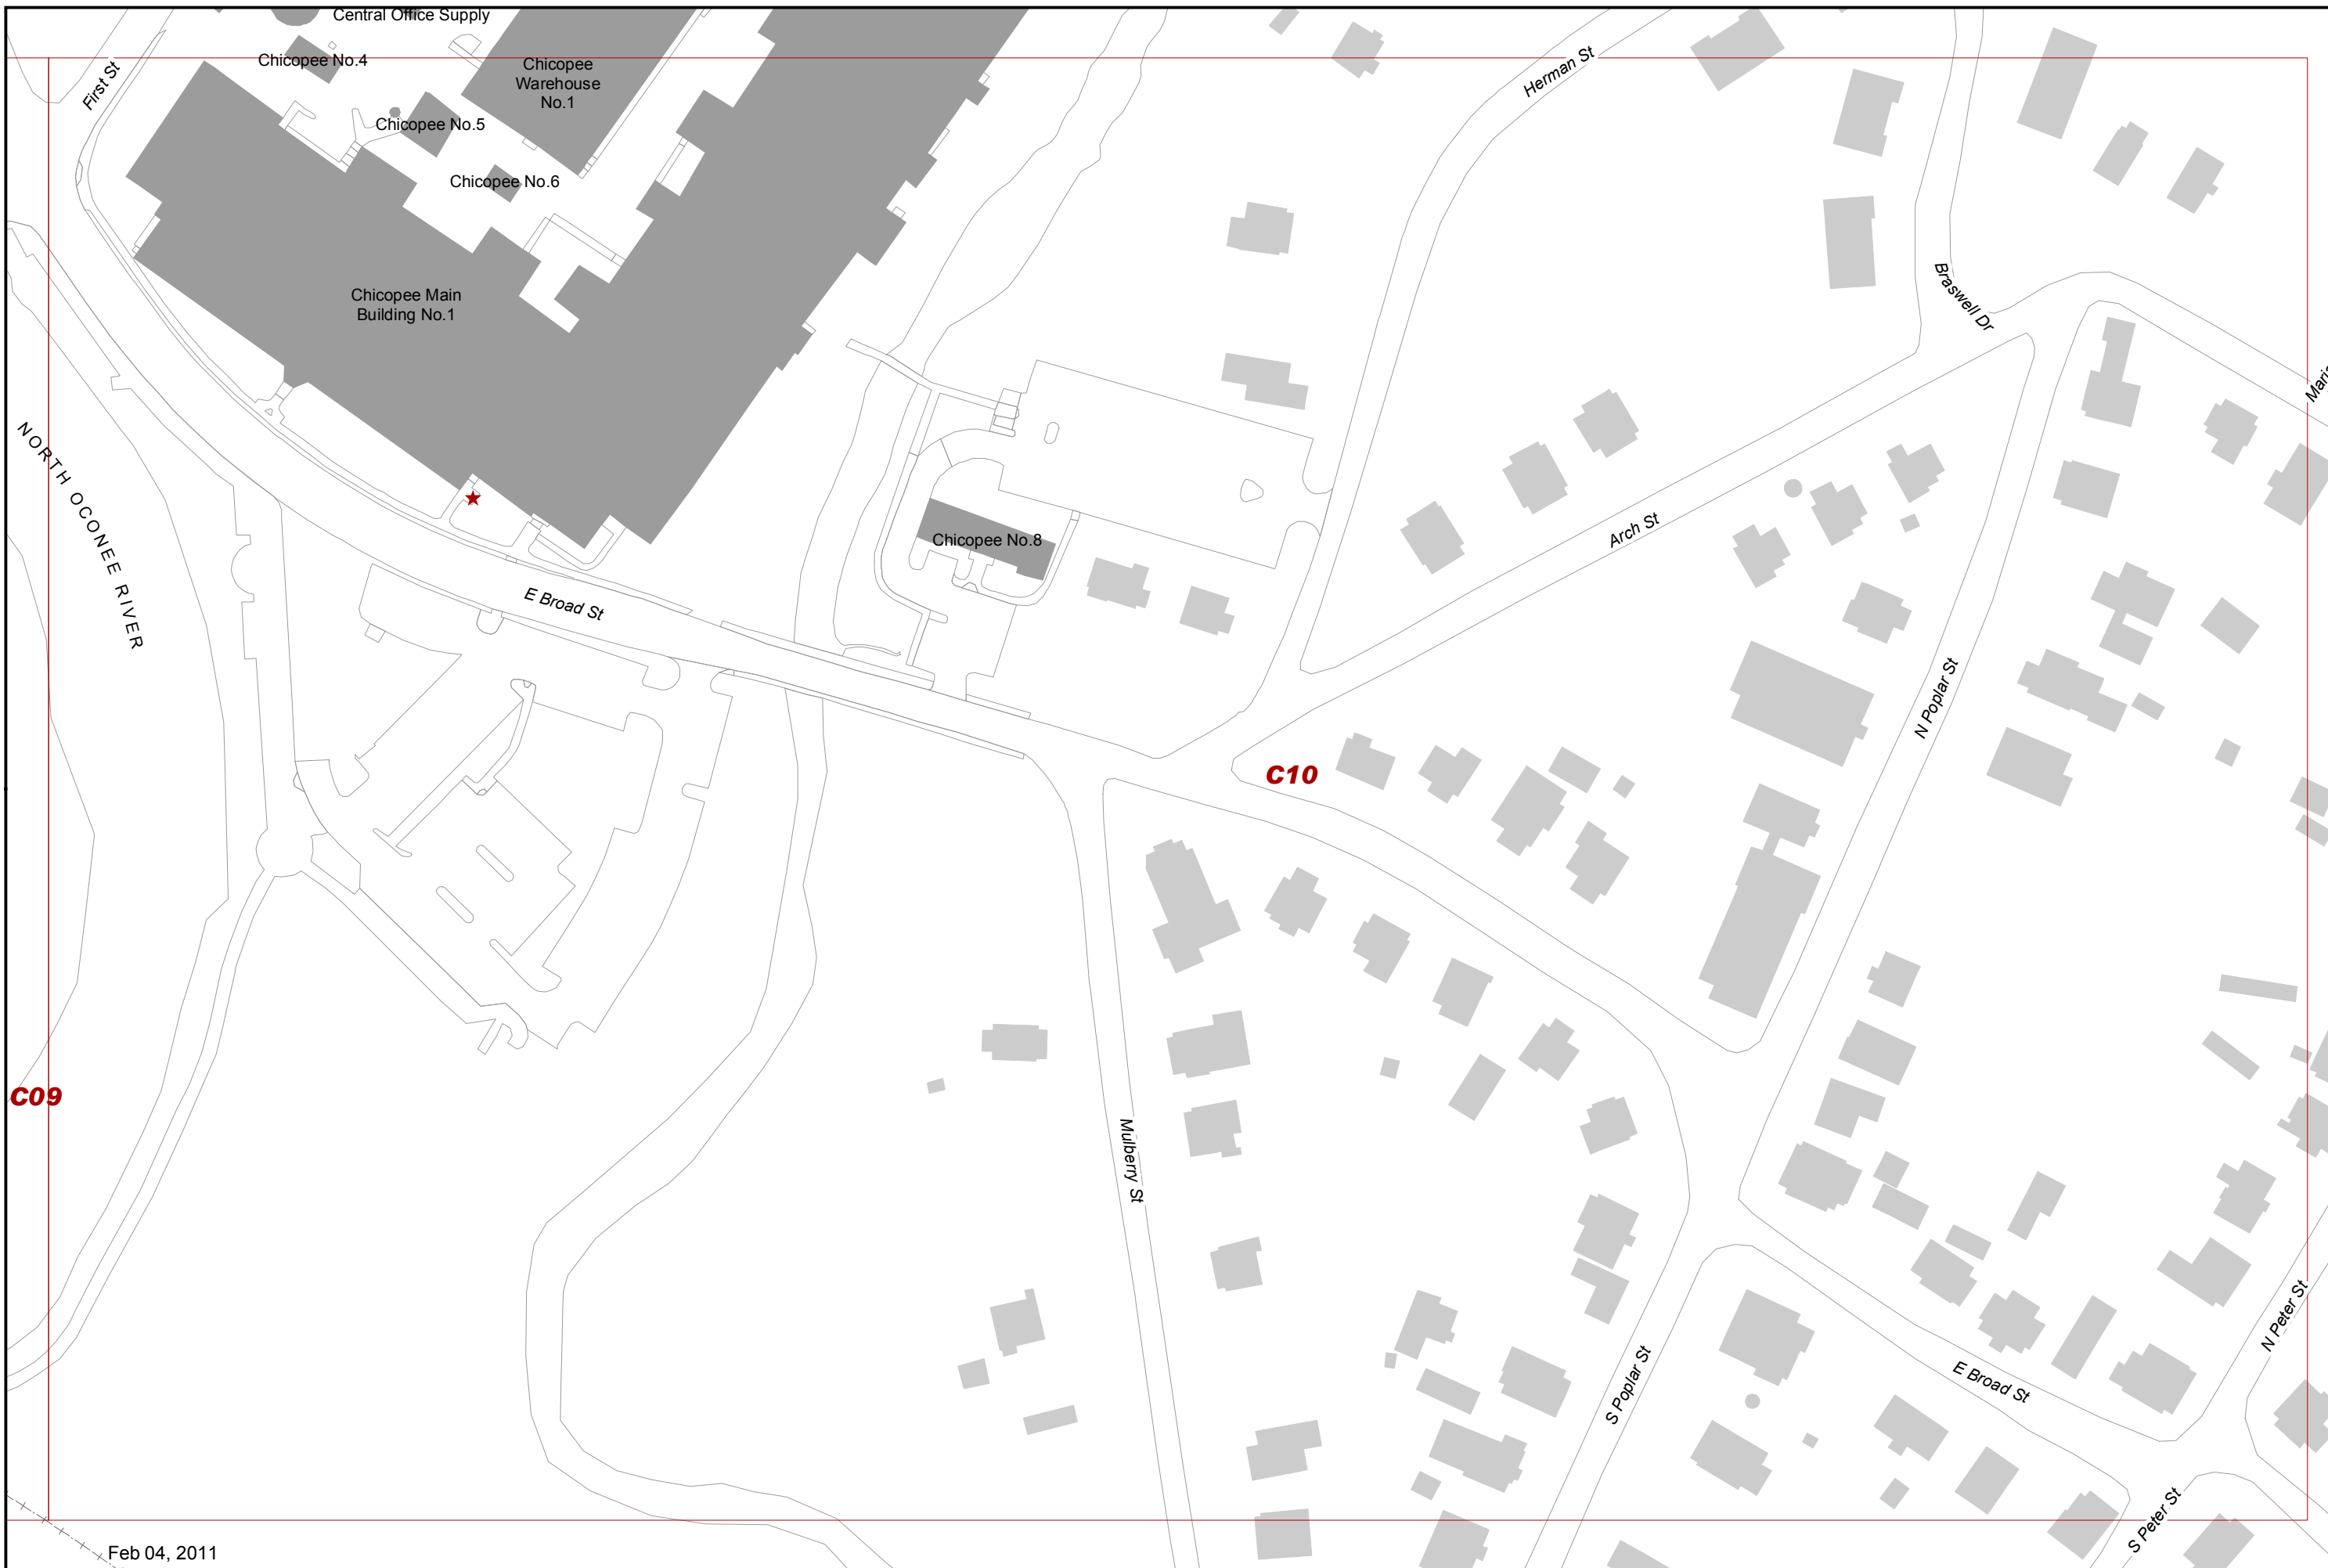 Central Office Supply
Chicopee No.4
Chicopee
Warehouse
No.1
First St
Herman St
Chicopee No.5
Chicopee No.6
Braswell Dr
Chicopee Main
Building No.1
NORTH OCONEE RIVER
Arch St
Chicopee No.8
E Broad St
N Poplar St
C10
C09
Mulberry St
N Peter St
S Poplar St
E Broad St
S Peter St
Feb 04, 2011